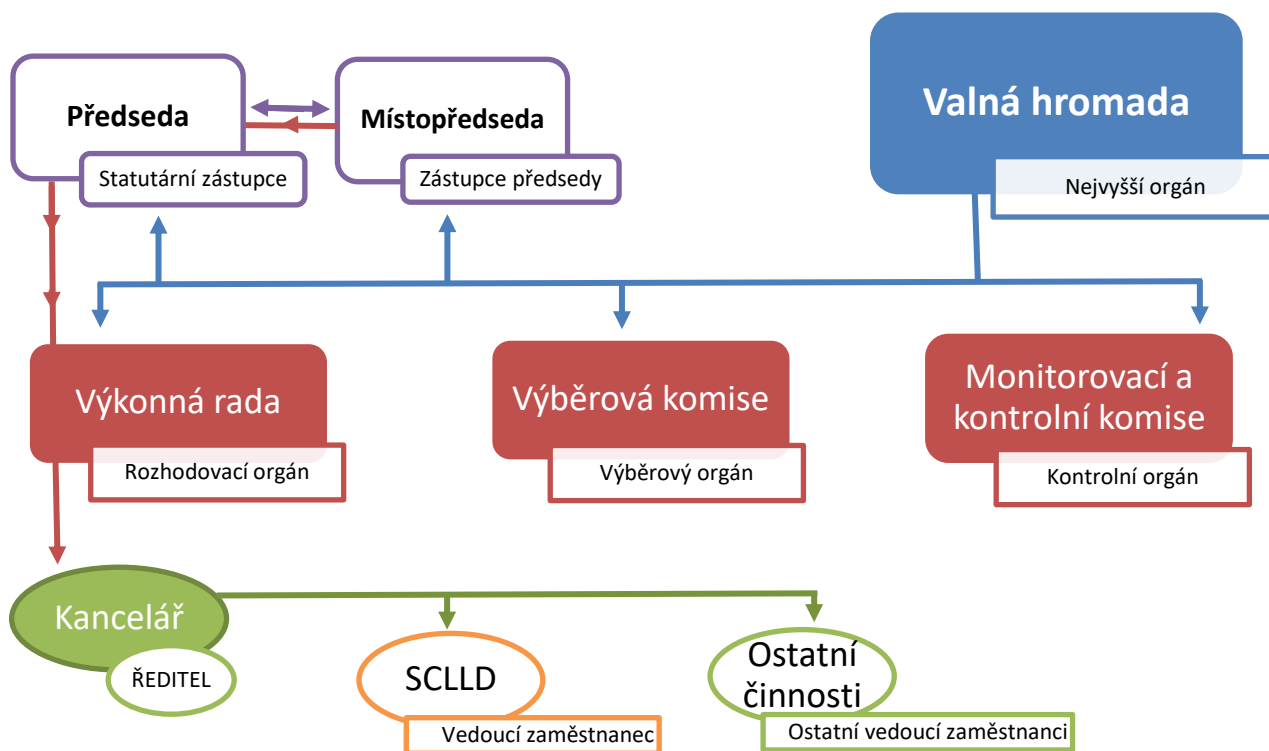 Předseda
Statutární zástupce
Místopředseda
Zástupce předsedy
Valná hromada
Nejvyšší orgán
Výkonná rada
Rozhodovací orgán
Výběrová komise
Výběrový orgán
Monitorovací a
kontrolní komise
Kontrolní orgán
Kancelář
ŘEDITEL
SCLLD
Vedoucí zaměstnanec
Ostatní
činnosti
Ostatní vedoucí zaměstnanci